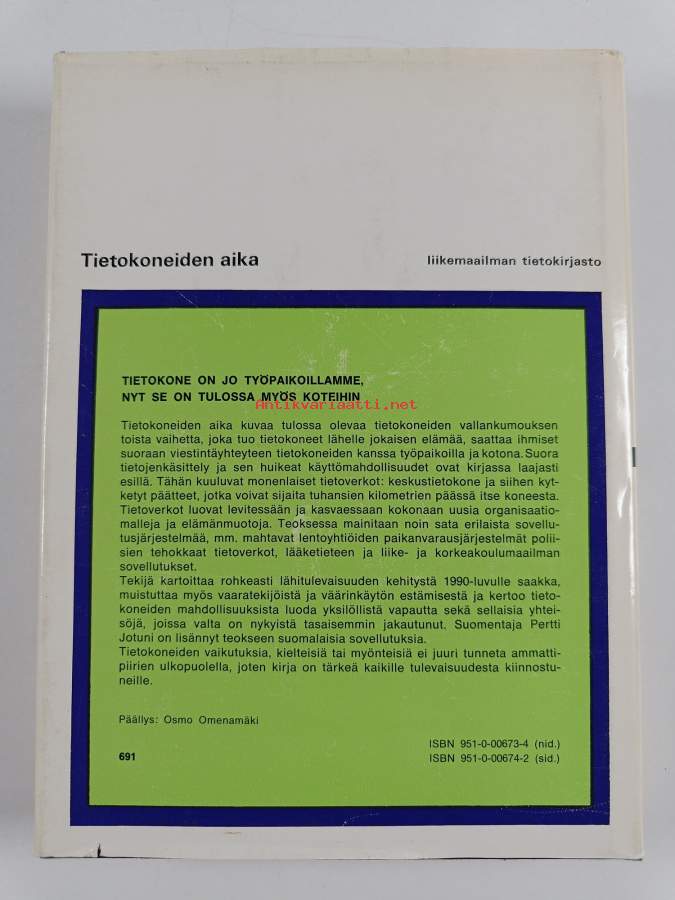 Tietokoneiden aika
liikemaailman tietokirjasto
TIETOKONE ON JO TYÖPAIKOILLAMME,
NYT SE ON TULOSSA MYÖS KOTEIHIN
Antikvariaatti.net
Tietokoneiden aika kuvaa tulossa olevaa tietokoneiden vallankumouksen
toista vaihetta, joka tuo tietokoneet lähelle jokaisen elämää, saattaa ihmiset
suoraan viestintäyhteyteen tietokoneiden kanssa työpaikoilla ja kotona. Suora
tietojenkäsittely ja sen huikeat käyttömahdollisuudet ovat kirjassa laajasti
esillä. Tähän kuuluvat monenlaiset tietoverkot: keskustietokone ja siihen kyt-
ketyt päätteet, jotka voivat sijaita tuhansien kilometrien päässä itse koneesta.
Tietoverkot luovat levitessään ja kasvaessaan kokonaan uusia organisaatio-
malleja ja elämänmuotoja. Teoksessa mainitaan noin sata erilaista sovellu-
tusjärjestelmää, mm. mahtavat lentoyhtiöiden paikanvarausjärjestelmät polii-
sien tehokkaat tietoverkot, lääketieteen ja liike- ja korkeakoulumaailman
sovellutukset.
Tekijä kartoittaa rohkeasti lähitulevaisuuden kehitystä 1990-luvulle saakka,
muistuttaa myös vaaratekijöistä ja väärinkäytön estämisestä ja kertoo tieto-
koneiden mahdollisuuksista luoda yksilöllistä vapautta sekä sellaisia yhtei-
söjä, joissa valta on nykyistä tasaisemmin jakautunut. Suomentaja Pertti
Jotuni on lisännyt teokseen suomalaisia sovellutuksia.
Tietokoneiden vaikutuksia, kielteisiä tai myönteisiä ei juuri tunneta ammatti-
piirien ulkopuolella, joten kirja on tärkeä kaikille tulevaisuudesta kiinnostu-
neille.
Päällys: Osmo Omenamäki
ISBN 951-0-00673-4 (nid.)
691
ISBN 951-0-00674-2 (sid.)